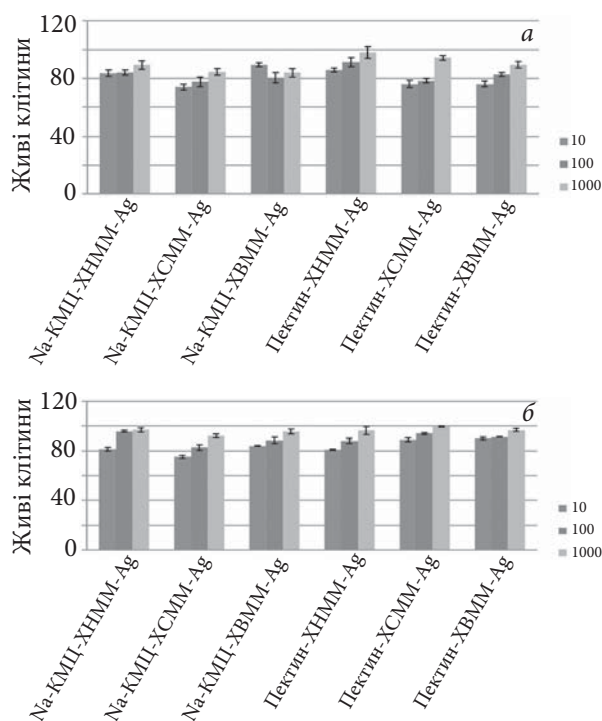 а
120
80
40
0
Живі клітини
10
100
1000
Na-КМЦ-ХНММ-Ag
Na-КМЦ-ХСММ-Ag
Na-КМЦ-ХВММ-Ag
Пектин-ХНММ-Ag
Пектин-ХСММ-Ag
Пектин-ХВММ-Ag
б
120
80
40
0
Живі клітини
10
100
1000
Na-КМЦ-ХНММ-Ag
Na-КМЦ-ХСММ-Ag
Na-КМЦ-ХВММ-Ag
Пектин-ХНММ-Ag
Пектин-ХСММ-Ag
Пектин-ХВММ-Ag